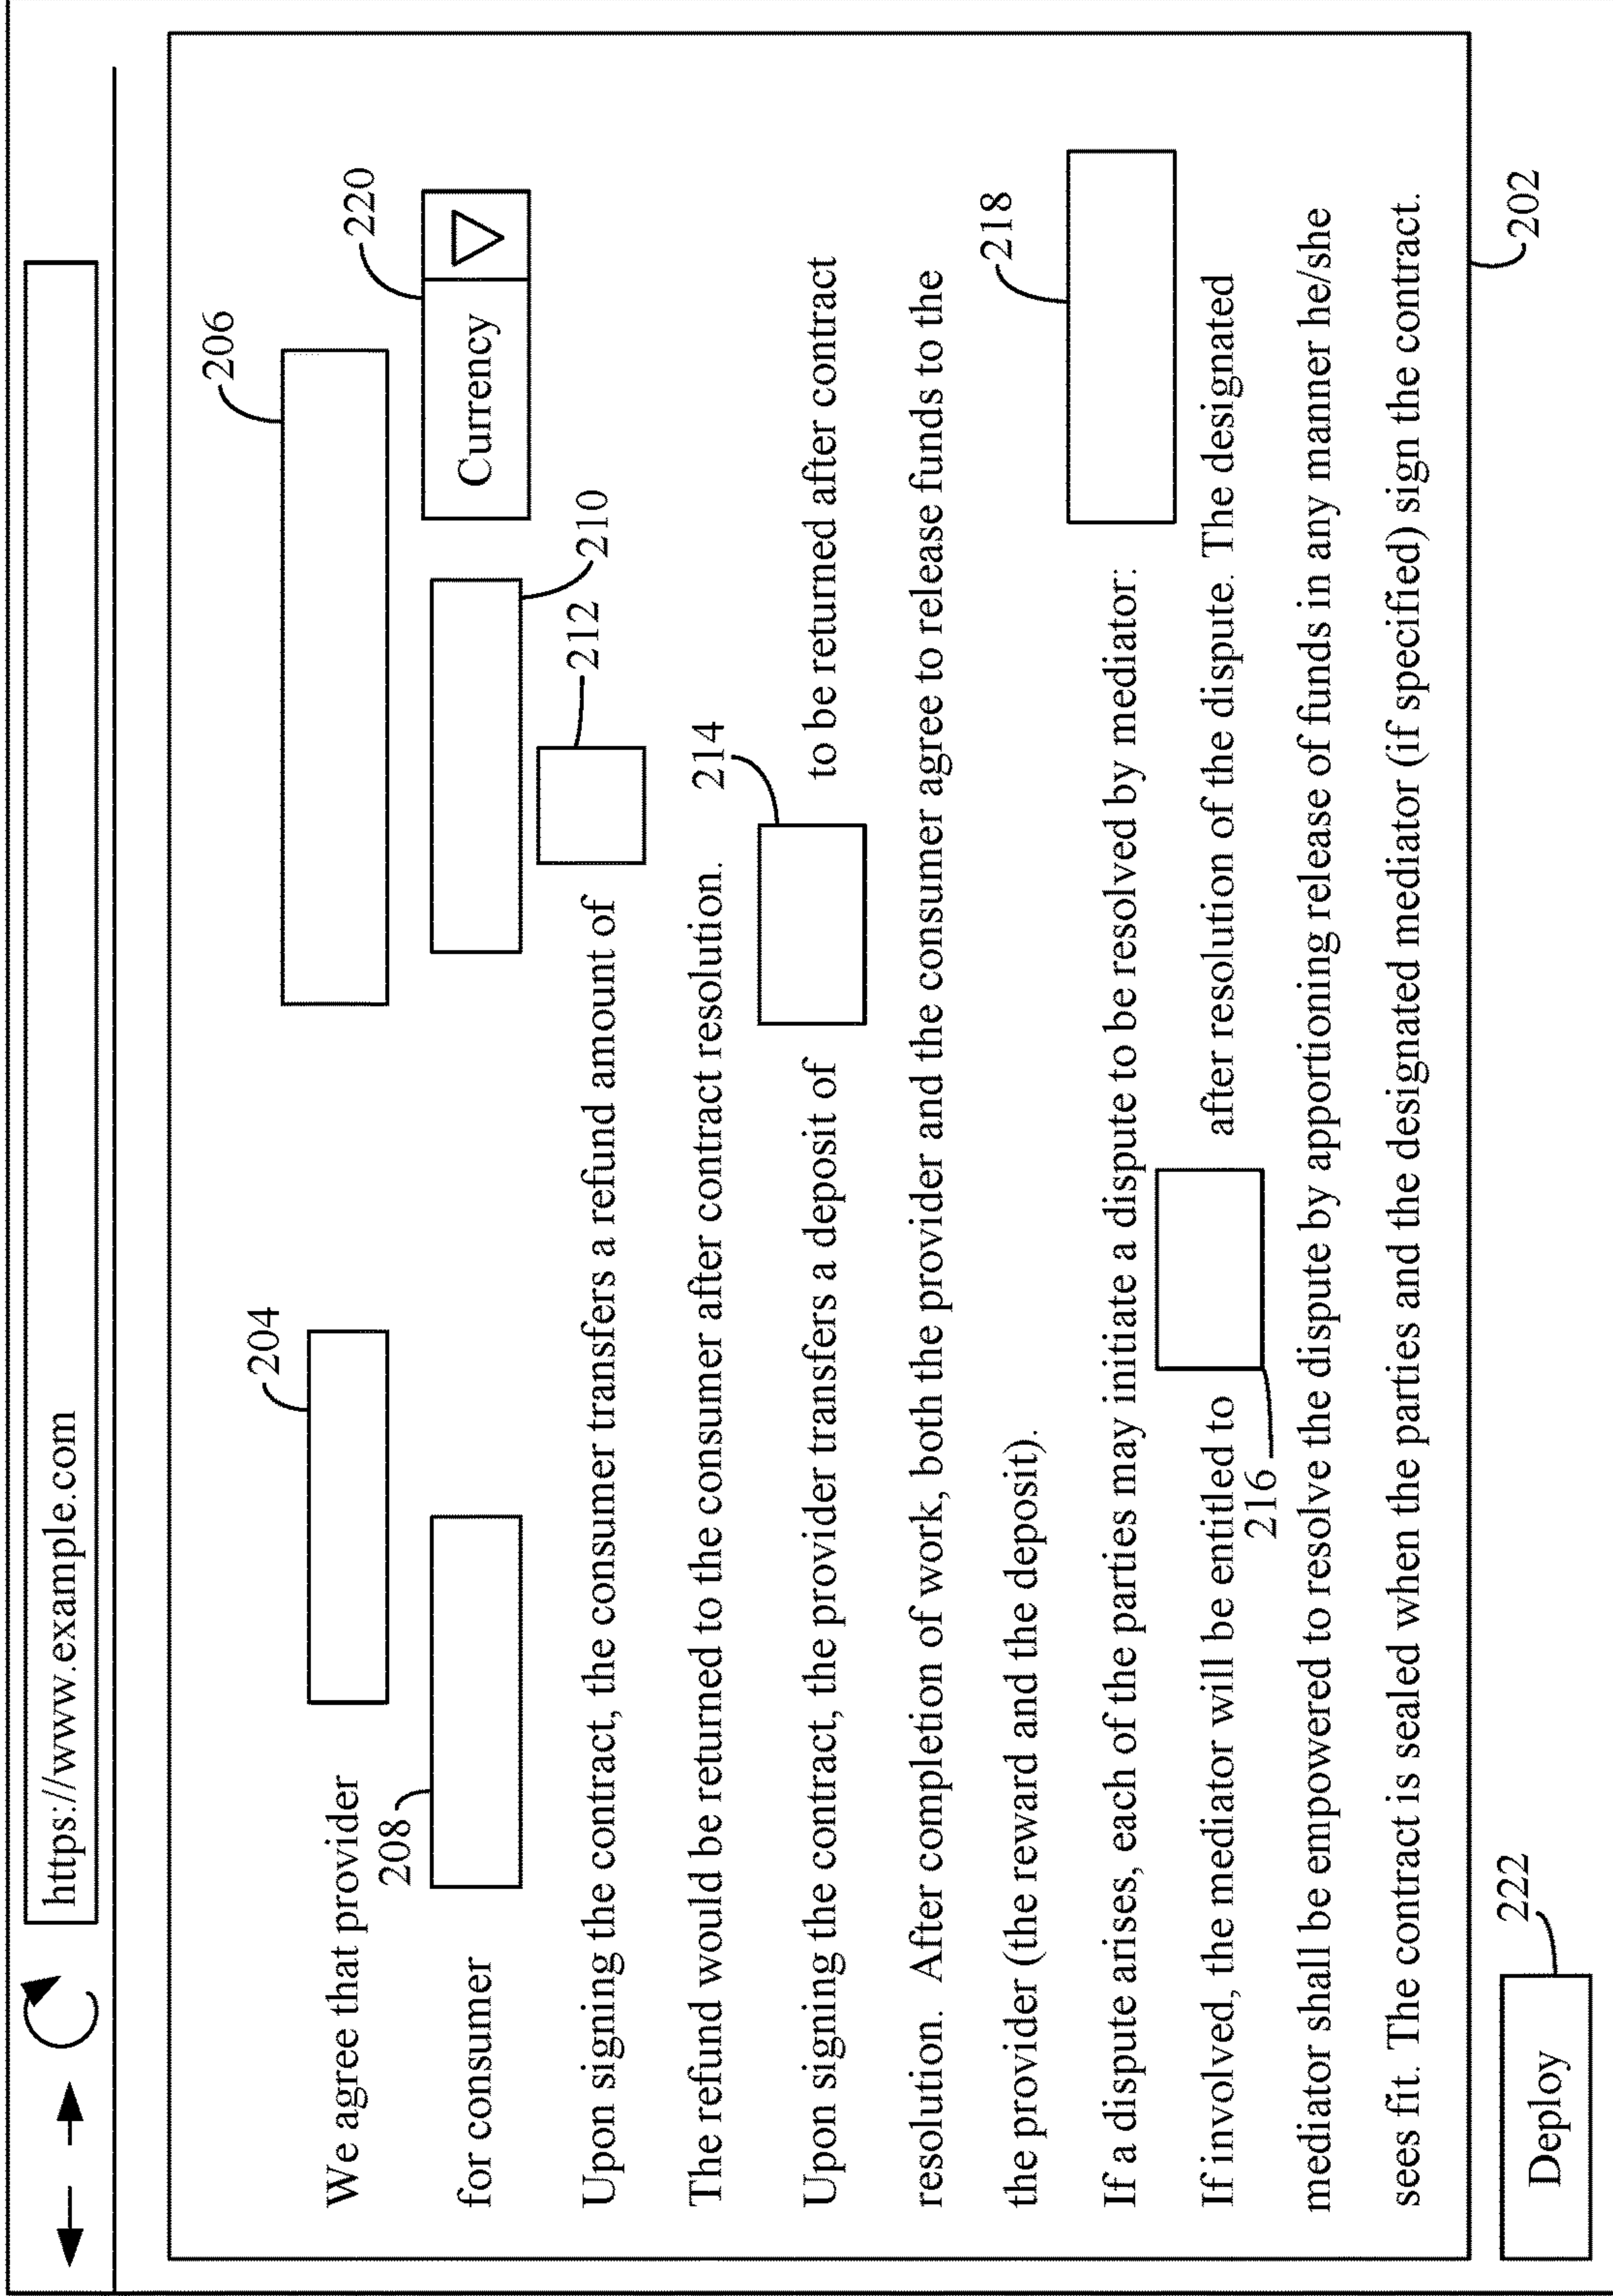 https://www.example.com
206
204
We agree that provider
220
208
for consumer
Currency
210
212
Upon signing the contract, the consumer transfers a refund amount of
The refund would be returned to the consumer after contract resolution.
214
Upon signing the contract, the provider transfers a deposit of to be returned after contract
resolution. After completion of work, both the provider and the consumer agree to release funds to the
the provider (the reward and the deposit).
218
If a dispute arises, each of the parties may initiate a dispute to be resolved by mediator:
If involved, the mediator will be entitled to after resolution of the dispute. The designated
216
mediator shall be empowered to resolve the dispute by apportioning release of funds in any manner he/she
sees fit. The contract is sealed when the parties and the designated mediator (if specified) sign the contract.
202
222
Deploy